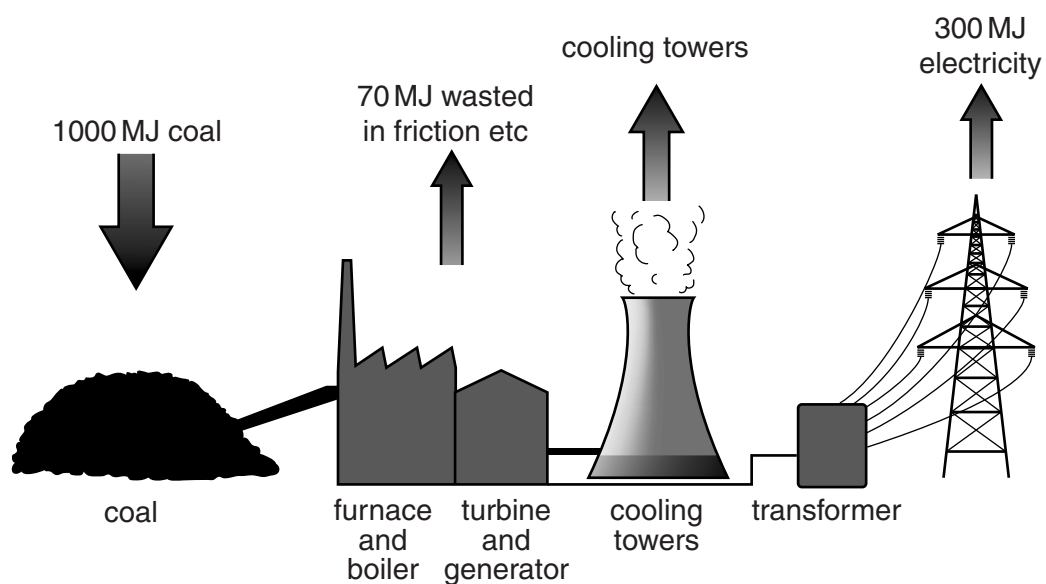 1000 MJ coal
70 MJ wasted
in friction etc
cooling towers
300 MJ
electricity
coal
furnace
and
boiler
turbine
and
generator
cooling
towers
transformer